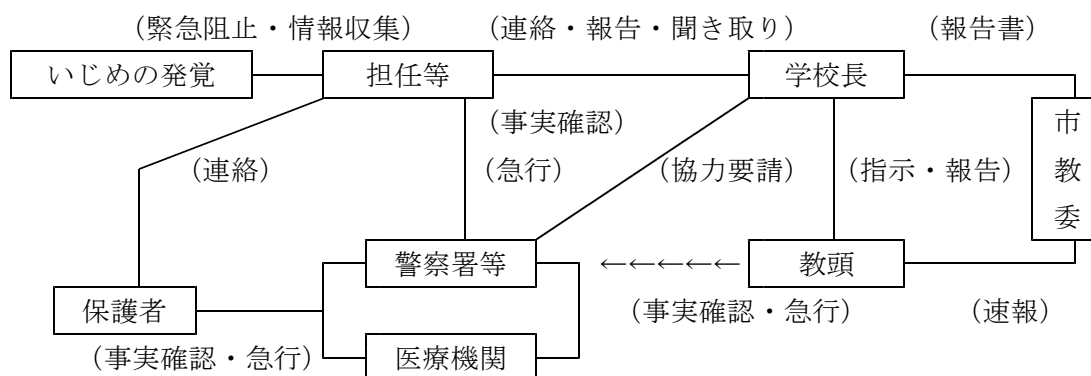 （緊急阻止・情報収集）　（連絡・報告・聞き取り）　（報告書）
いじめの発覚　担任等　学校長
（事実確認）
市教委
（連絡）　（急行）　（協力要請）　（指示・報告）
警察署等　←←←←←　教頭
保護者　（事実確認・急行）　（速報）
（事実確認・急行）　医療機関